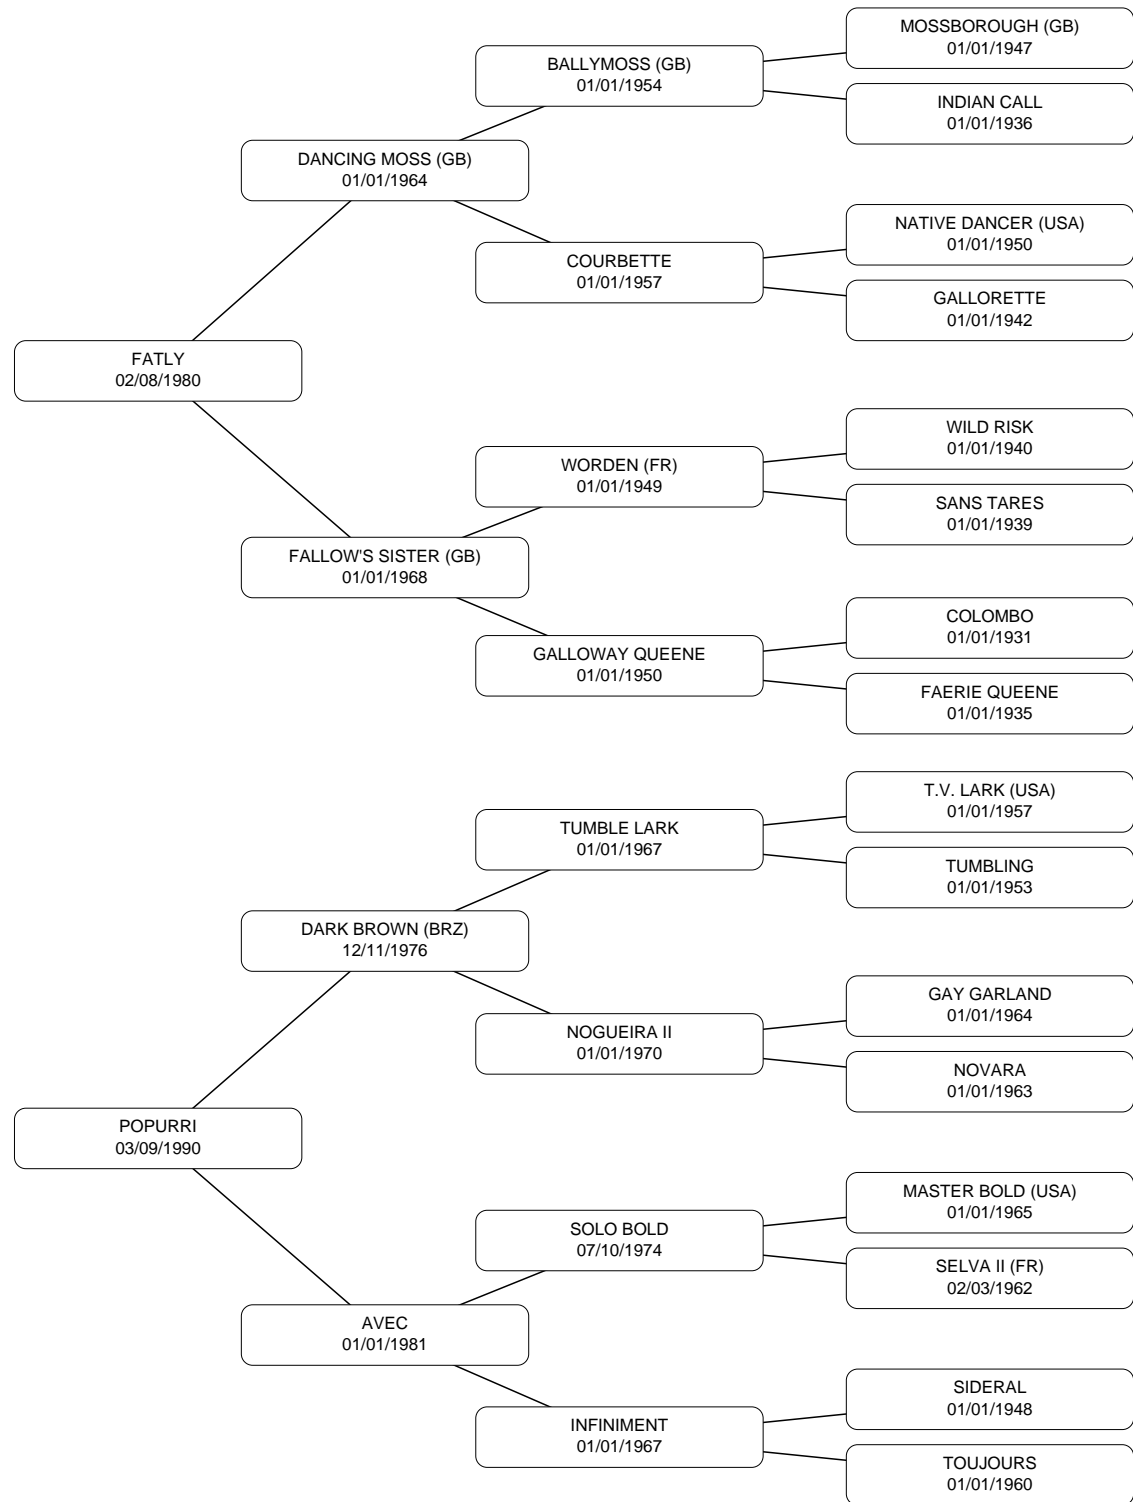 MOSSBOROUGH (GB)
01/01/1947
BALLYMOSS (GB)
01/01/1954
INDIAN CALL
01/01/1936
DANCING MOSS (GB)
01/01/1964
NATIVE DANCER (USA)
01/01/1950
COURBETTE
01/01/1957
GALLORETTE
01/01/1942
FATLY
02/08/1980
WILD RISK
01/01/1940
WORDEN (FR)
01/01/1949
SANS TARES
01/01/1939
FALLOW'S SISTER (GB)
01/01/1968
COLOMBO
01/01/1931
GALLOWAY QUEENE
01/01/1950
FAERIE QUEENE
01/01/1935
T.V. LARK (USA)
01/01/1957
TUMBLE LARK
01/01/1967
TUMBLING
01/01/1953
DARK BROWN (BRZ)
12/11/1976
GAY GARLAND
01/01/1964
NOGUEIRA II
01/01/1970
NOVARA
01/01/1963
POPURRI
03/09/1990
MASTER BOLD (USA)
01/01/1965
SOLO BOLD
07/10/1974
SELVA II (FR)
02/03/1962
AVEC
01/01/1981
SIDERAL
01/01/1948
INFINIMENT
01/01/1967
TOUJOURS
01/01/1960